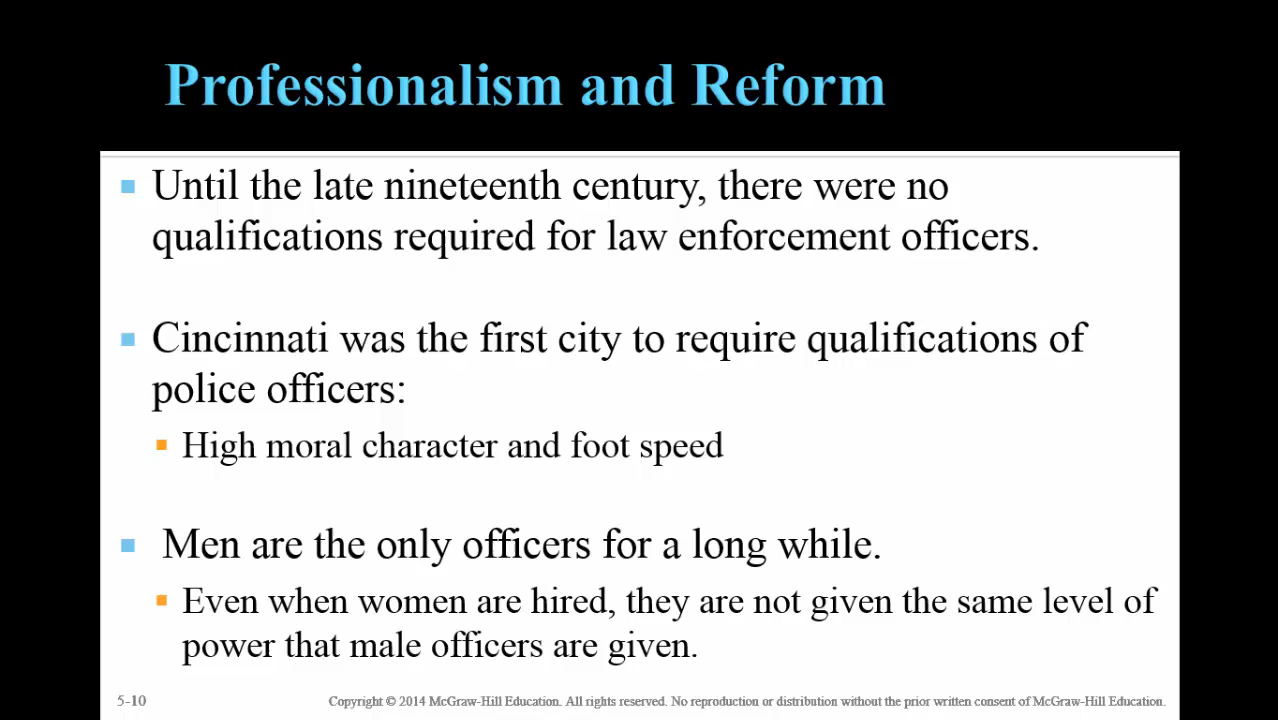 Professionalism and Reform
Until the late nineteenth century, there were no
qualifications required for law enforcement officers.
Cincinnati was the first city to require qualifications of
police officers:
High moral character and foot speed
Men are the only officers for a long while.
Even when women are hired, they are not given the same level of
power that male officers are given.
5-10
Copyright © 2014 McGraw-Hill Education. All rights reserved. No reproduction or distribution without the prior written consent of McGraw-Hill Education.